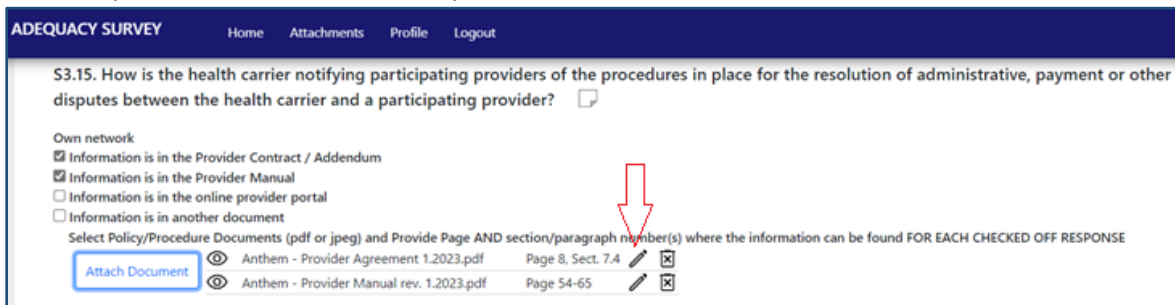 ADEQUACY SURVEY Home Attachments Profile Logout
S3.15. How is the health carrier notifying participating providers of the procedures in place for the resolution of administrative, payment or other
disputes between the health carrier and a participating provider?
Own network
Information is in the Provider Contract / Addendum
Information is in the Provider Manual
Information is in the online provider portal
Information is in another document
Select Policy/Procedure Documents (pdf or jpeg) and Provide Page AND section/paragraph number(s) where the information can be found FOR EACH CHECKED OFF RESPONSE
Attach Document
Anthem - Provider Agreement 1.2023.pdf Page 8, Sect. 7.4
Anthem - Provider Manual rev. 1.2023.pdf Page 54-65